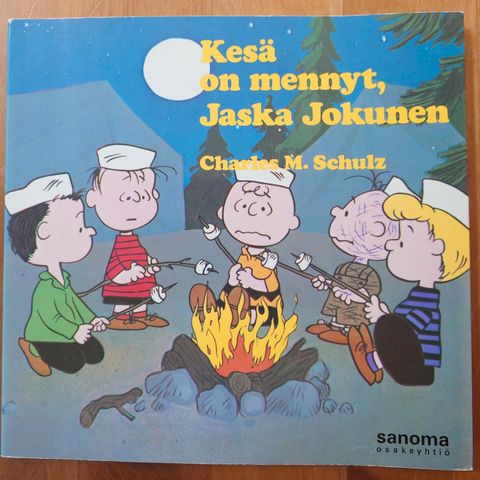 Kesä
on mennyt,
Jaska Jokunen
Charles M. Schulz
sanoma
osakeyhtiö